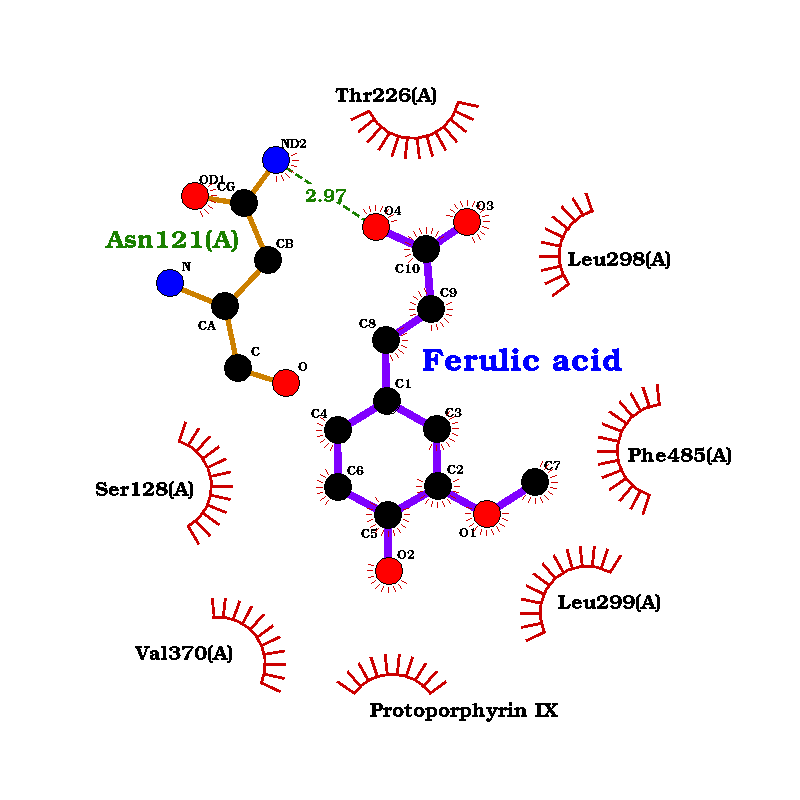 Thr226(A)
ND2
OD1
CG
2.97
O4
O3
Asn121(A)
CB
C10
Leu298(A)
N
C9
CA
C8
C
O
Ferulic acid
C1
C4
C3
Phe485(A)
C6
C2
C7
Ser128(A)
C5
O1
O2
Leu299(A)
Val370(A)
Protoporphyrin IX